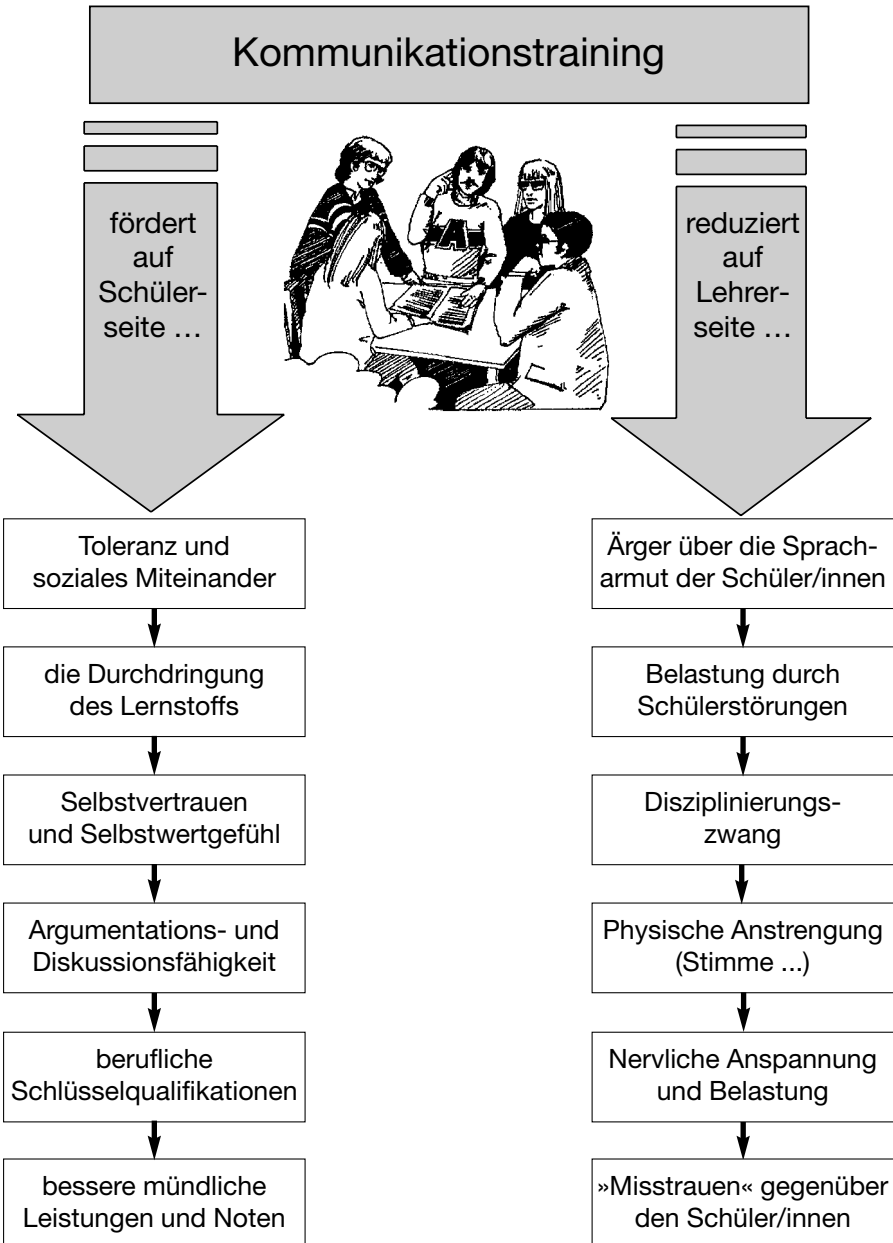 Kommunikationstraining
fördert
auf
Schüler-
seite ...
reduziert
auf
Lehrer-
seite ...
A
Toleranz und
soziales Miteinander
die Durchdringung
des Lernstoffs
Selbstvertrauen
und Selbstwertgefühl
Argumentations- und
Diskussionsfähigkeit
berufliche
Schlüsselqualifikationen
bessere mündliche
Leistungen und Noten
Ärger über die Sprach-
armut der Schüler/innen
Belastung durch
Schülerstörungen
Disziplinierungs-
zwang
Physische Anstrengung
(Stimme ...)
Nervliche Anspannung
und Belastung
»Misstrauen« gegenüber
den Schüler/innen